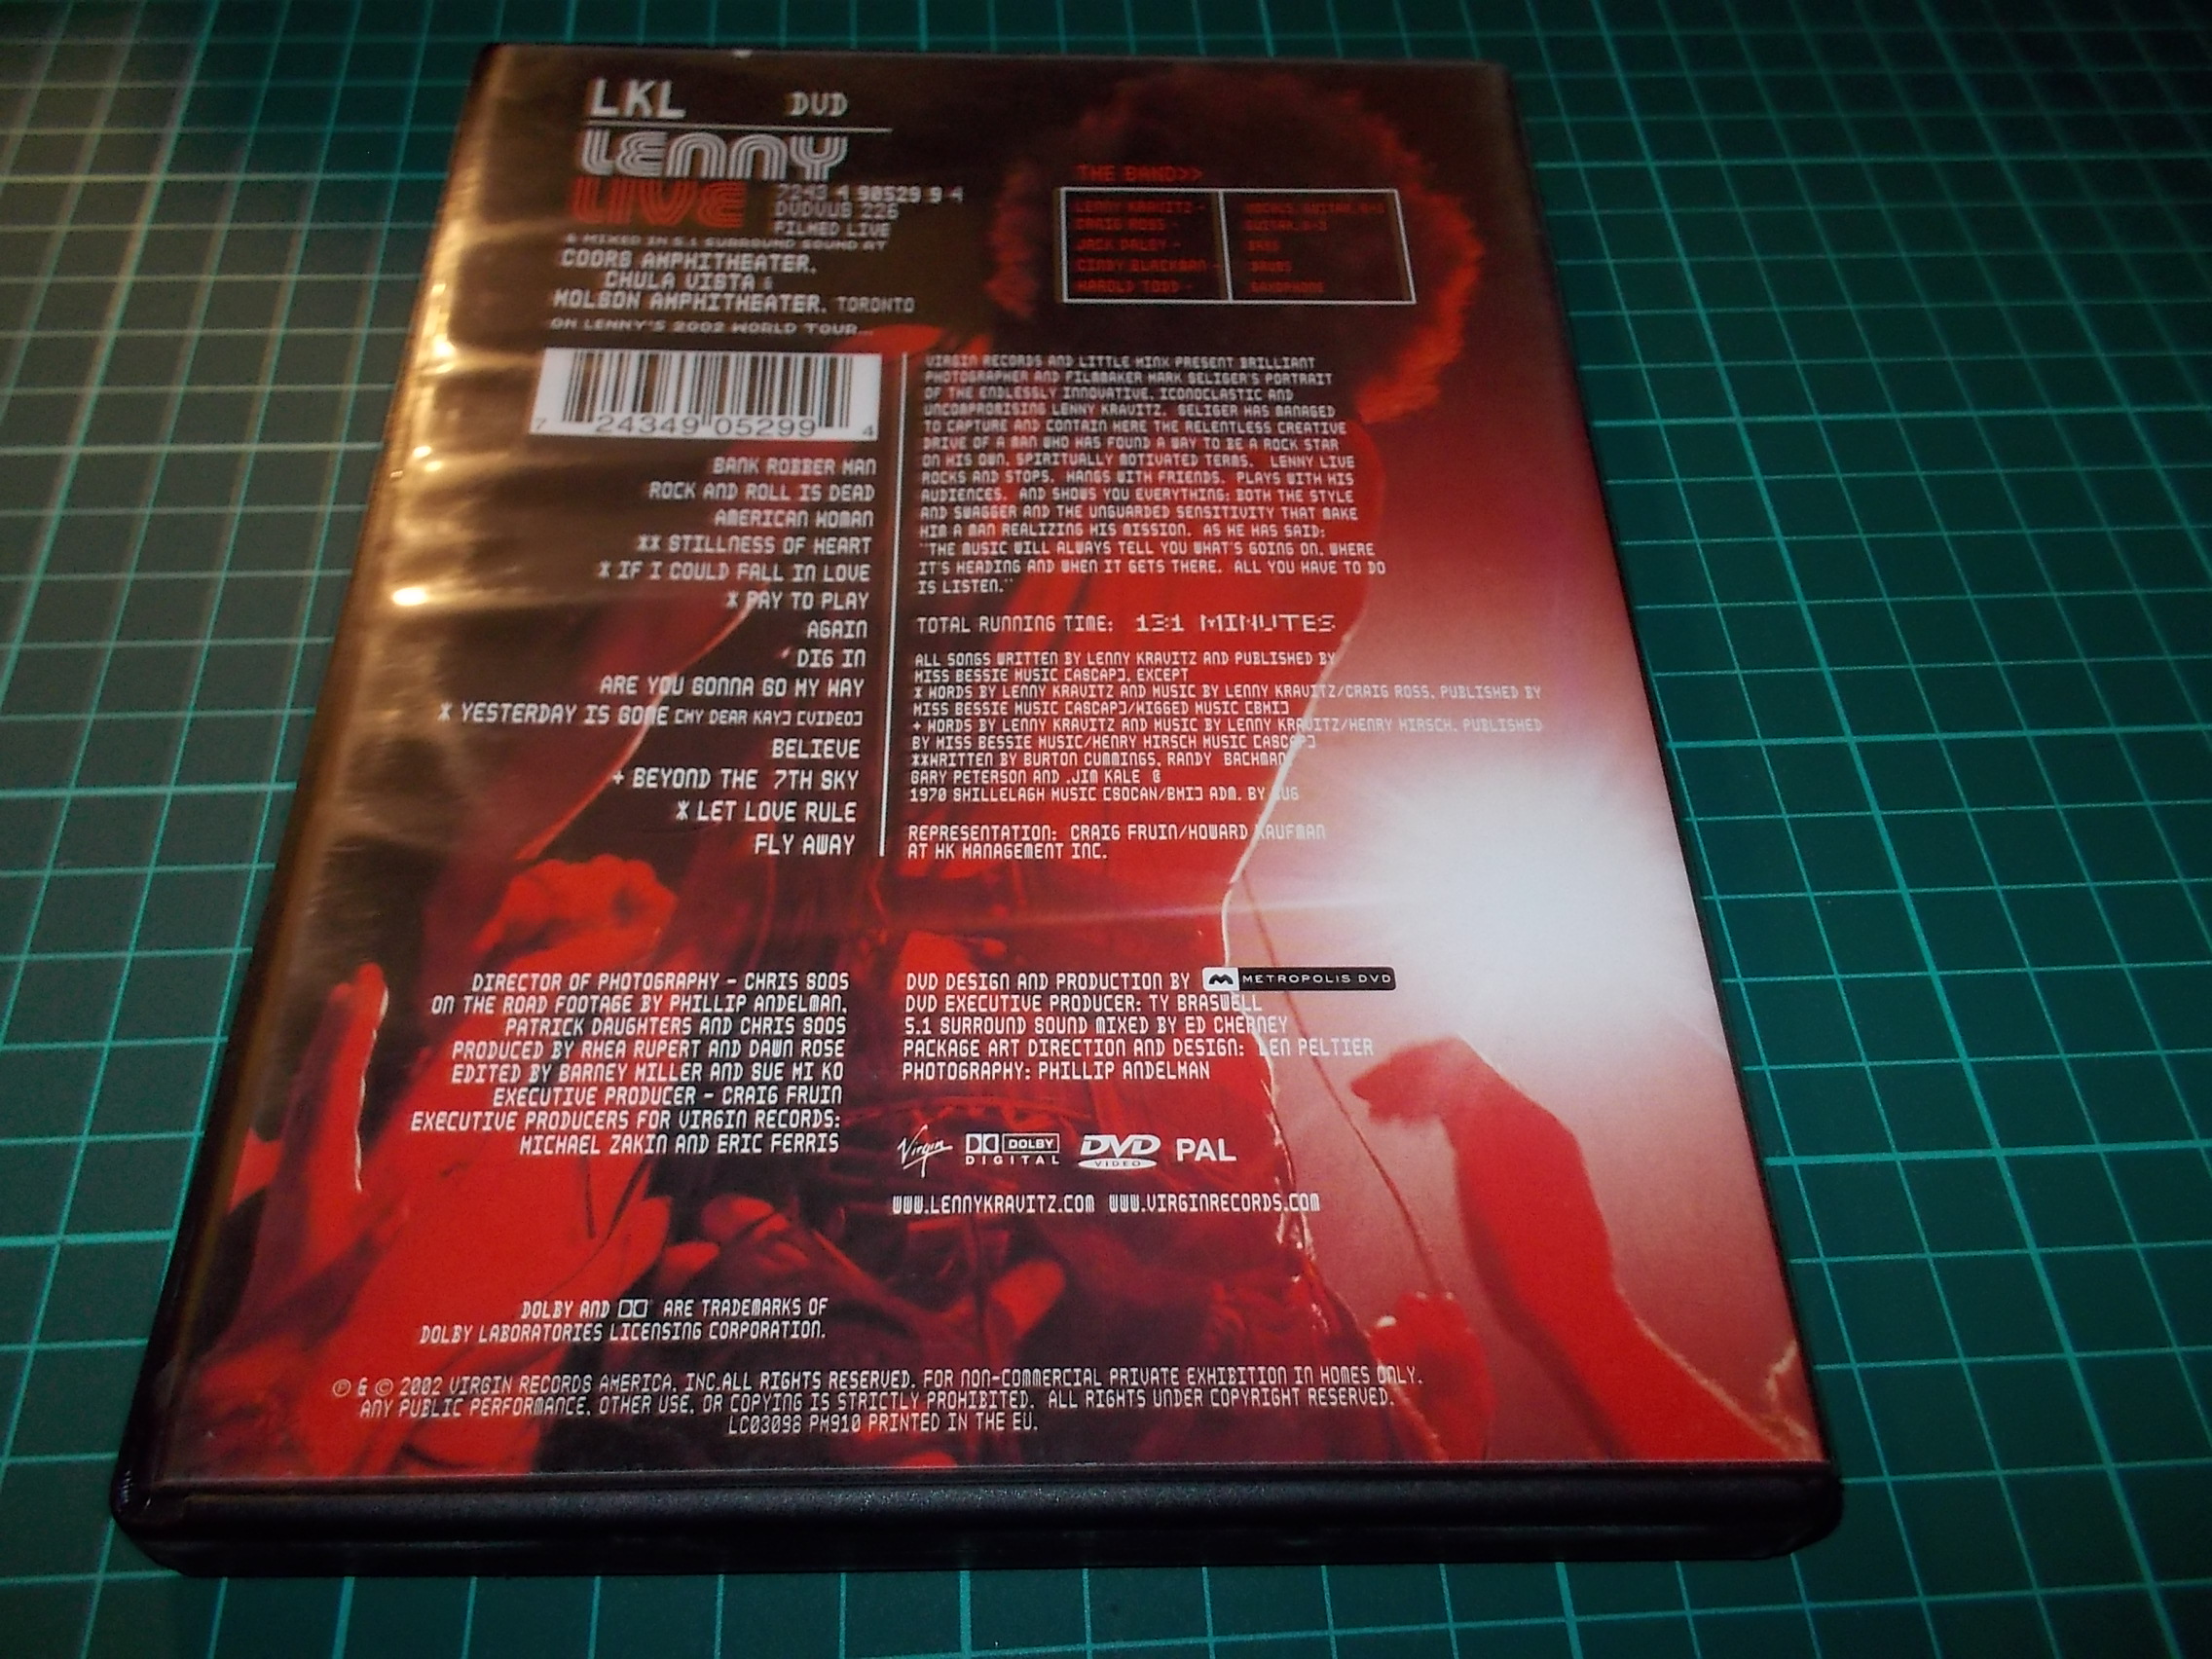 LKL DVD
LENNY
LIVE
7243 4 90529 9 4
DVDVUS 226
FILMED LIVE
& MIXED IN 5.1 SURROUND SOUND AT
COORS AMPHITHEATER,
CHULA VISTA &
MOLSON AMPHITHEATER, TORONTO
ON LENNY'S 2002 WORLD TOUR...
THE BAND>>
LENNY KRAVITZ -
CRAIG ROSS - GUITAR
JACK DALEY - BASS
CINDY BLACKMAN - DRUMS
HAROLD TODD - SAXOPHONE
7 24349 05299 4
BANK ROBBER MAN
ROCK AND ROLL IS DEAD
AMERICAN WOMAN
** STILLNESS OF HEART
* IF I COULD FALL IN LOVE
* PAY TO PLAY
AGAIN
DIG IN
ARE YOU GONNA GO MY WAY
* YESTERDAY IS GONE [MY DEAR KAY] [VIDEO]
BELIEVE
+ BEYOND THE 7TH SKY
* LET LOVE RULE
FLY AWAY
VIRGIN RECORDS AND LITTLE MINX PRESENT BRILLIANT
PHOTOGRAPHER AND FILMMAKER MARK SELIGER'S PORTRAIT
OF THE ENDLESSLY INNOVATIVE, ICONOCLASTIC AND
UNCOMPROMISING LENNY KRAVITZ. SELIGER HAS MANAGED
TO CAPTURE AND CONTAIN HERE THE RELENTLESS CREATIVE
DRIVE OF A MAN WHO HAS FOUND A WAY TO BE A ROCK STAR
ON HIS OWN, SPIRITUALLY MOTIVATED TERMS. LENNY LIVE
ROCKS AND STOPS, HANGS WITH FRIENDS, PLAYS WITH HIS
AUDIENCES, AND SHOWS YOU EVERYTHING: BOTH THE STYLE
AND SWAGGER AND THE UNGUARDED SENSITIVITY THAT MAKE
HIM A MAN REALIZING HIS MISSION. AS HE HAS SAID:
"THE MUSIC WILL ALWAYS TELL YOU WHAT'S GOING ON, WHERE
IT'S HEADING AND WHEN IT GETS THERE. ALL YOU HAVE TO DO
IS LISTEN."
TOTAL RUNNING TIME: 131 MINUTES
ALL SONGS WRITTEN BY LENNY KRAVITZ AND PUBLISHED BY
MISS BESSIE MUSIC [ASCAP], EXCEPT
* WORDS BY LENNY KRAVITZ AND MUSIC BY LENNY KRAVITZ/CRAIG ROSS, PUBLISHED BY
MISS BESSIE MUSIC [ASCAP]/WIGGED MUSIC [BMI]
+ WORDS BY LENNY KRAVITZ AND MUSIC BY LENNY KRAVITZ/HENRY HIRSCH, PUBLISHED
BY MISS BESSIE MUSIC/HENRY HIRSCH MUSIC [ASCAP]
**WRITTEN BY BURTON CUMMINGS, RANDY BACHMAN
GARY PETERSON AND JIM KALE ©
1970 SHILLELAGH MUSIC [SOCAN/BMI] ADM. BY BUG
REPRESENTATION: CRAIG FRUIN/HOWARD KAUFMAN
AT HK MANAGEMENT INC.
DIRECTOR OF PHOTOGRAPHY - CHRIS SOOS
ON THE ROAD FOOTAGE BY PHILLIP ANDELMAN,
PATRICK DAUGHTERS AND CHRIS SOOS
PRODUCED BY RHEA RUPERT AND DAWN ROSE
EDITED BY BARNEY MILLER AND SUE MI KO
EXECUTIVE PRODUCER - CRAIG FRUIN
EXECUTIVE PRODUCERS FOR VIRGIN RECORDS:
MICHAEL ZAKIN AND ERIC FERRIS
DVD DESIGN AND PRODUCTION BY METROPOLIS DVD
DVD EXECUTIVE PRODUCER: TY BRASWELL
5.1 SURROUND SOUND MIXED BY ED CHERNEY
PACKAGE ART DIRECTION AND DESIGN: LEN PELTIER
PHOTOGRAPHY: PHILLIP ANDELMAN
Virgin DOLBY DIGITAL DVD VIDEO PAL
WWW.LENNYKRAVITZ.COM WWW.VIRGINRECORDS.COM
DOLBY AND ARE TRADEMARKS OF
DOLBY LABORATORIES LICENSING CORPORATION.
℗ & © 2002 VIRGIN RECORDS AMERICA, INC.ALL RIGHTS RESERVED. FOR NON-COMMERCIAL PRIVATE EXHIBITION IN HOMES ONLY.
ANY PUBLIC PERFORMANCE, OTHER USE, OR COPYING IS STRICTLY PROHIBITED. ALL RIGHTS UNDER COPYRIGHT RESERVED.
LC03098 PM910 PRINTED IN THE EU.